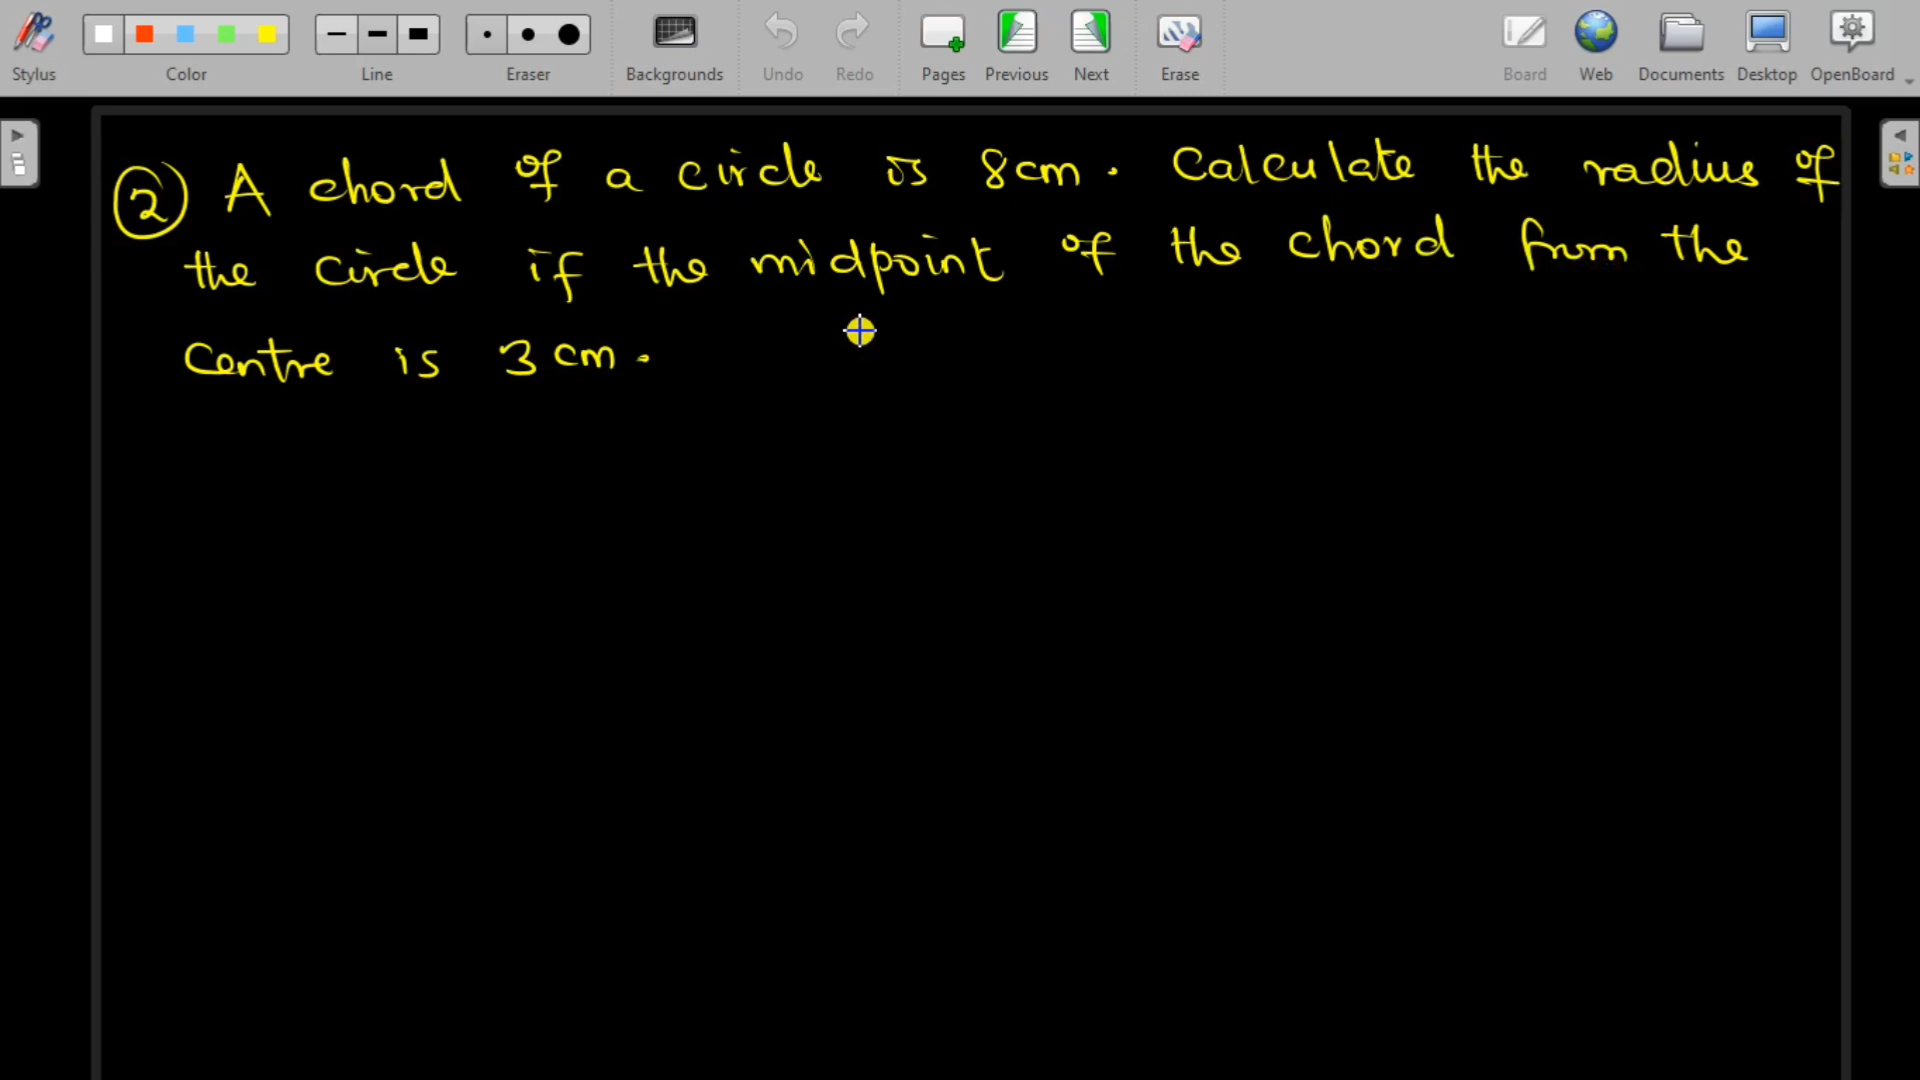 Stylus Color Line Eraser Backgrounds Undo Redo Pages Previous Next Erase Board Web Documents Desktop OpenBoard
2 A chord of a circle is 8cm. Calculate the radius of
the circle if the midpoint of the chord from the
Centre is 3 cm.